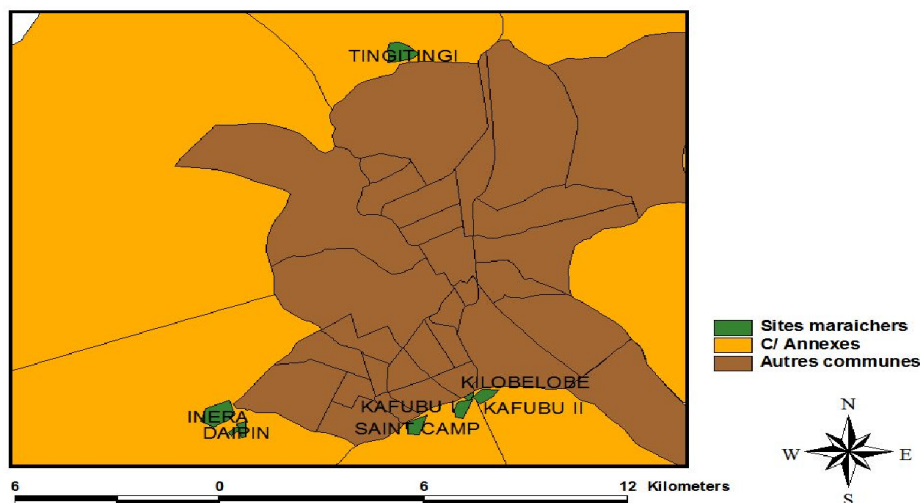 TINGITINGI
KILOBELOBE
KAFUBU I KAFUBU II
INERA
SAINT CAMP
DAIPIN
Sites maraichers
C/ Annexes
Autres communes
N
W E
S
6 0 6 12 Kilometers